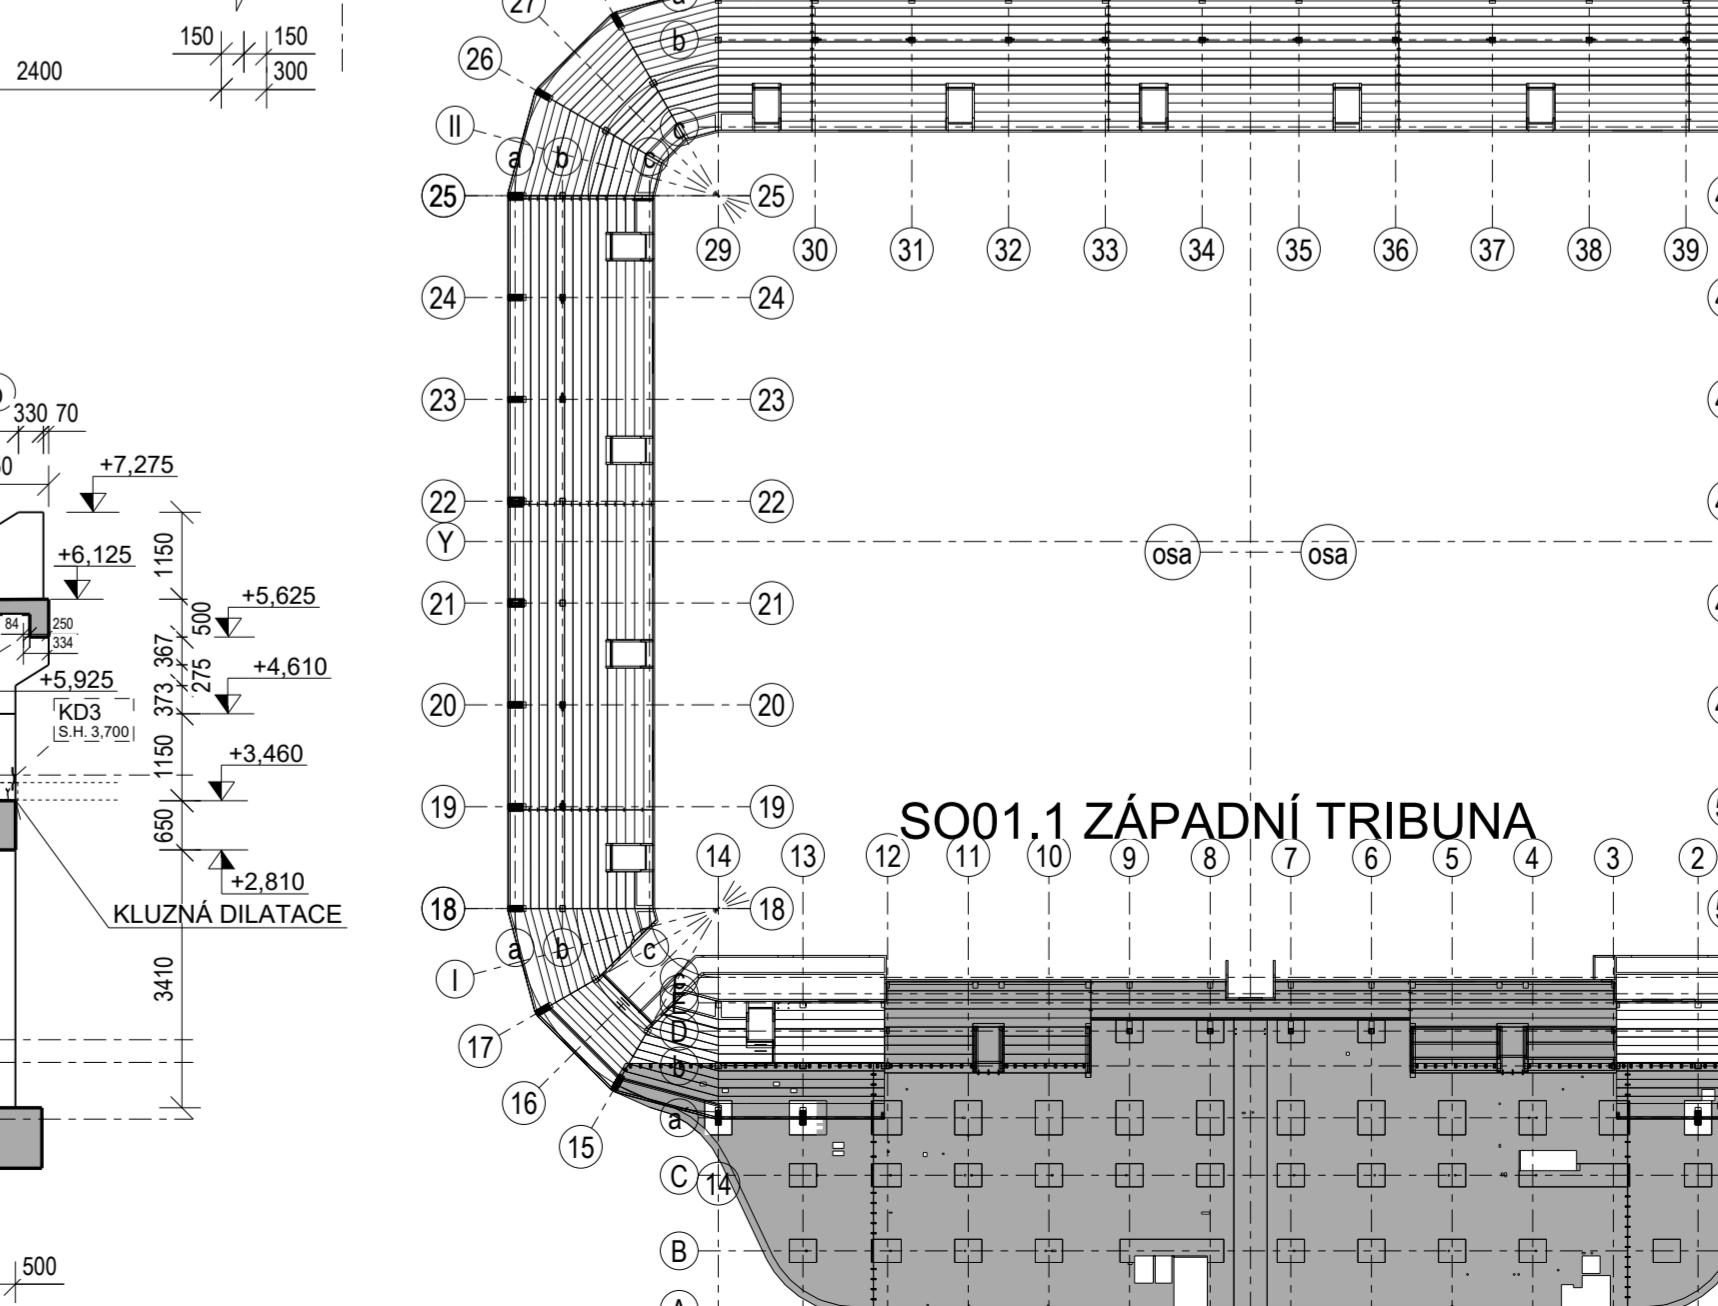 150 150
2400 300
330 70
+7,275
+6,125
1150
+5,625
500
84 250
334
367
275
+4,610
+5,925
373
KD3
S.H. 3,700
1150
+3,460
650
+2,810
KLUZNÁ DILATACE
3410
500
27 a
b
26
II
c
a b c
25 25
29 30 31 32 33 34 35 36 37 38 39
24 24
23 23
22 22
Y
osa osa
21 21
20 20
19 19
SO01.1 ZÁPADNÍ TRIBUNA
14 13 12 11 10 9 8 7 6 5 4 3 2
18 18
a b c
I
D
17
b
16
a
15
C 14
B
A